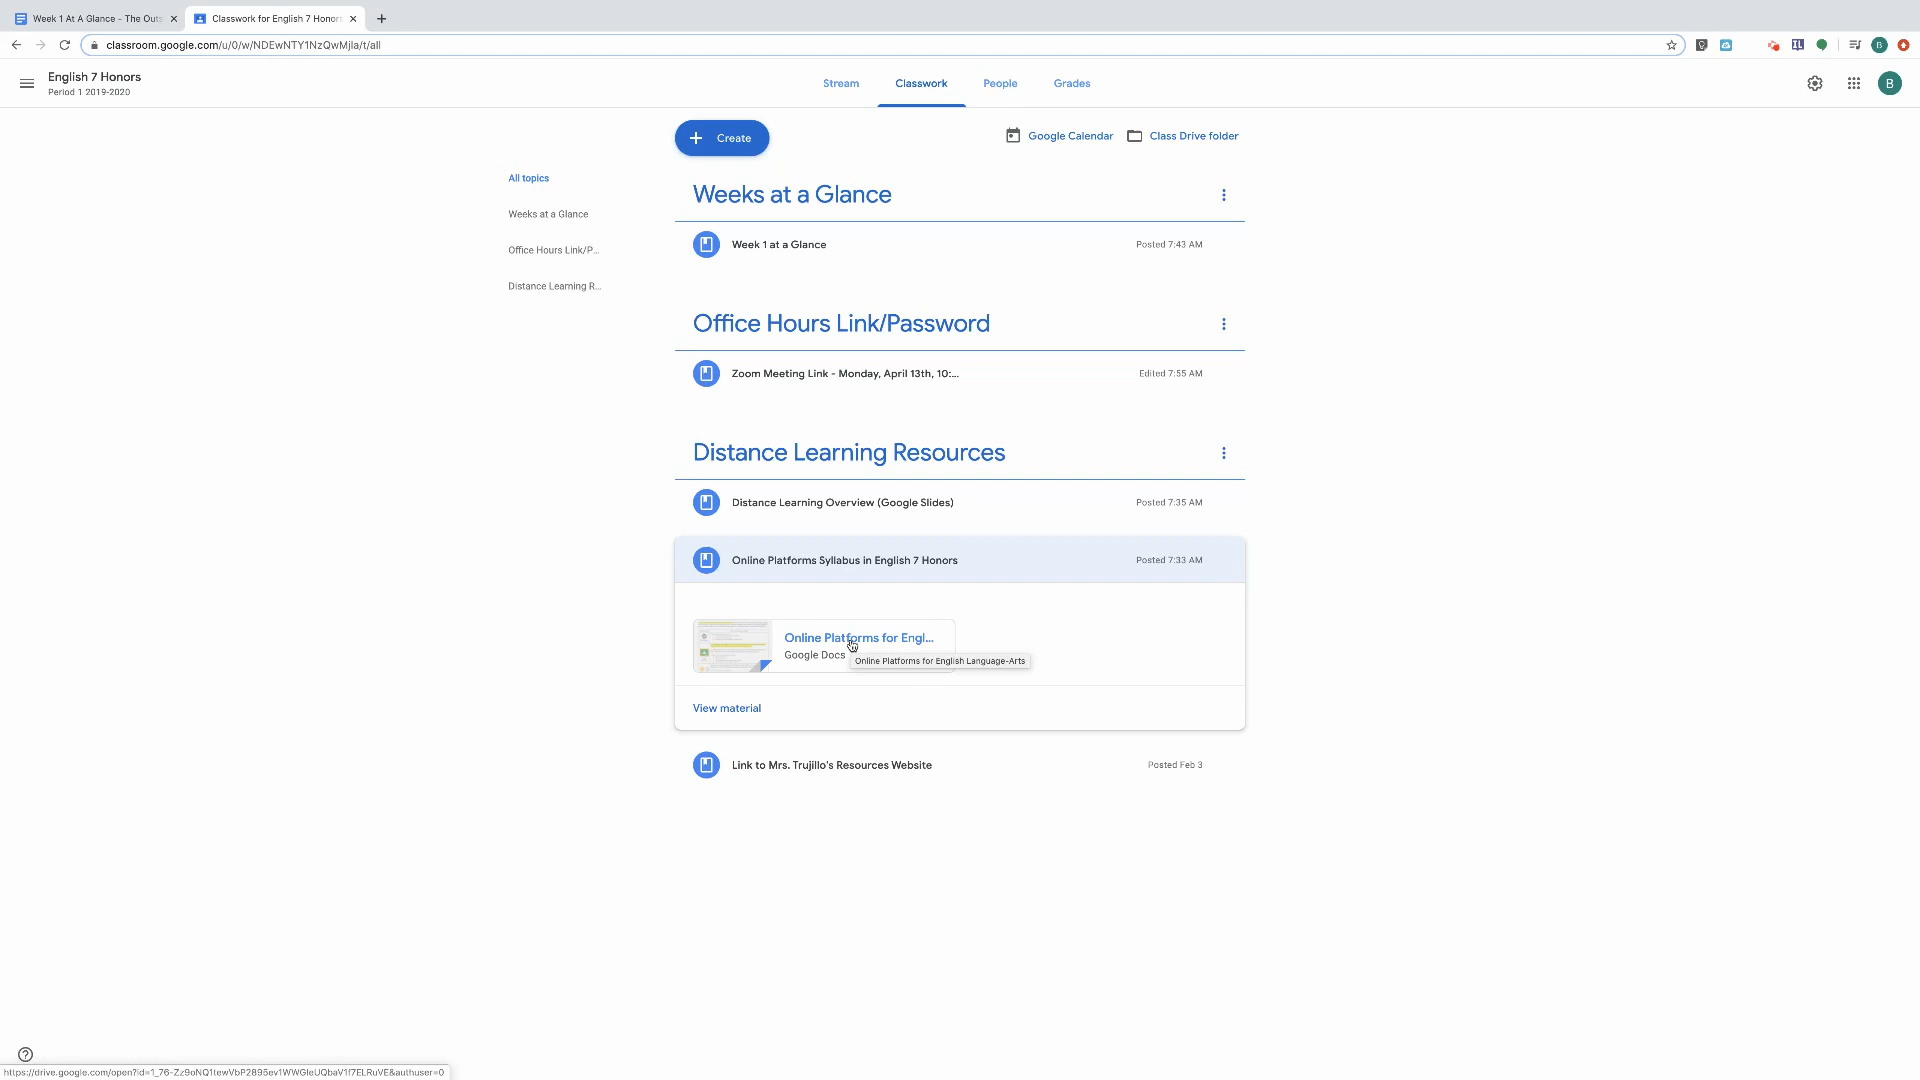 Week 1 At A Glance - The Outs
Classwork for English 7 Honors
classroom.google.com/u/0/w/NDEwNTY1NzQwMjla/t/all
B
English 7 Honors
Period 1 2019-2020
Stream
Classwork
People
Grades
B
Create
Google Calendar
Class Drive folder
All topics
Weeks at a Glance
Office Hours Link/P...
Distance Learning R...
Weeks at a Glance
Week 1 at a Glance
Posted 7:43 AM
Office Hours Link/Password
Zoom Meeting Link - Monday, April 13th, 10:...
Edited 7:55 AM
Distance Learning Resources
Distance Learning Overview (Google Slides)
Posted 7:35 AM
Online Platforms Syllabus in English 7 Honors
Posted 7:33 AM
Online Platforms for Engl...
Google Docs
Online Platforms for English Language-Arts
View material
Link to Mrs. Trujillo's Resources Website
Posted Feb 3
https://drive.google.com/open?id=1_76-Zz9oNQ1tewVbP2895ev1WWGleUQbaV1f7ELRuVE&authuser=0